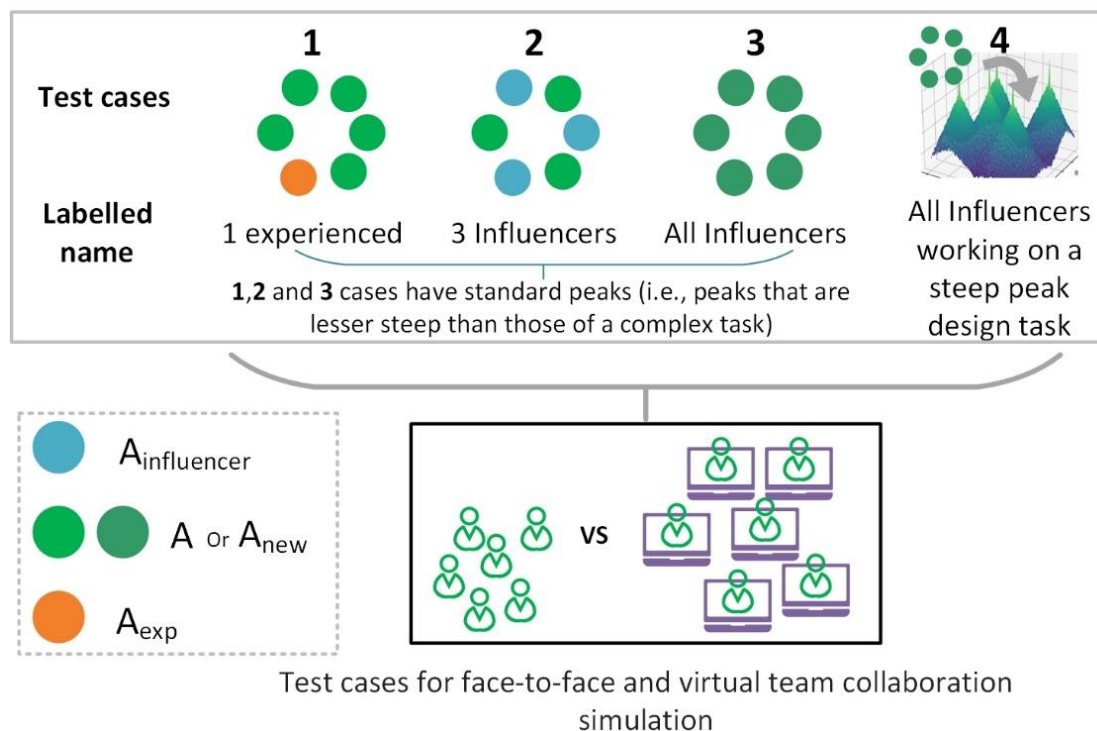 1 2 3 4
Test cases
Labelled
name
1 experienced
3 Influencers
All Influencers
All Influencers
working on a
steep peak
design task
1,2 and 3 cases have standard peaks (i.e., peaks that are
lesser steep than those of a complex task)
Ainfluencer
A Or Anew
Aexp
VS
Test cases for face-to-face and virtual team collaboration
simulation